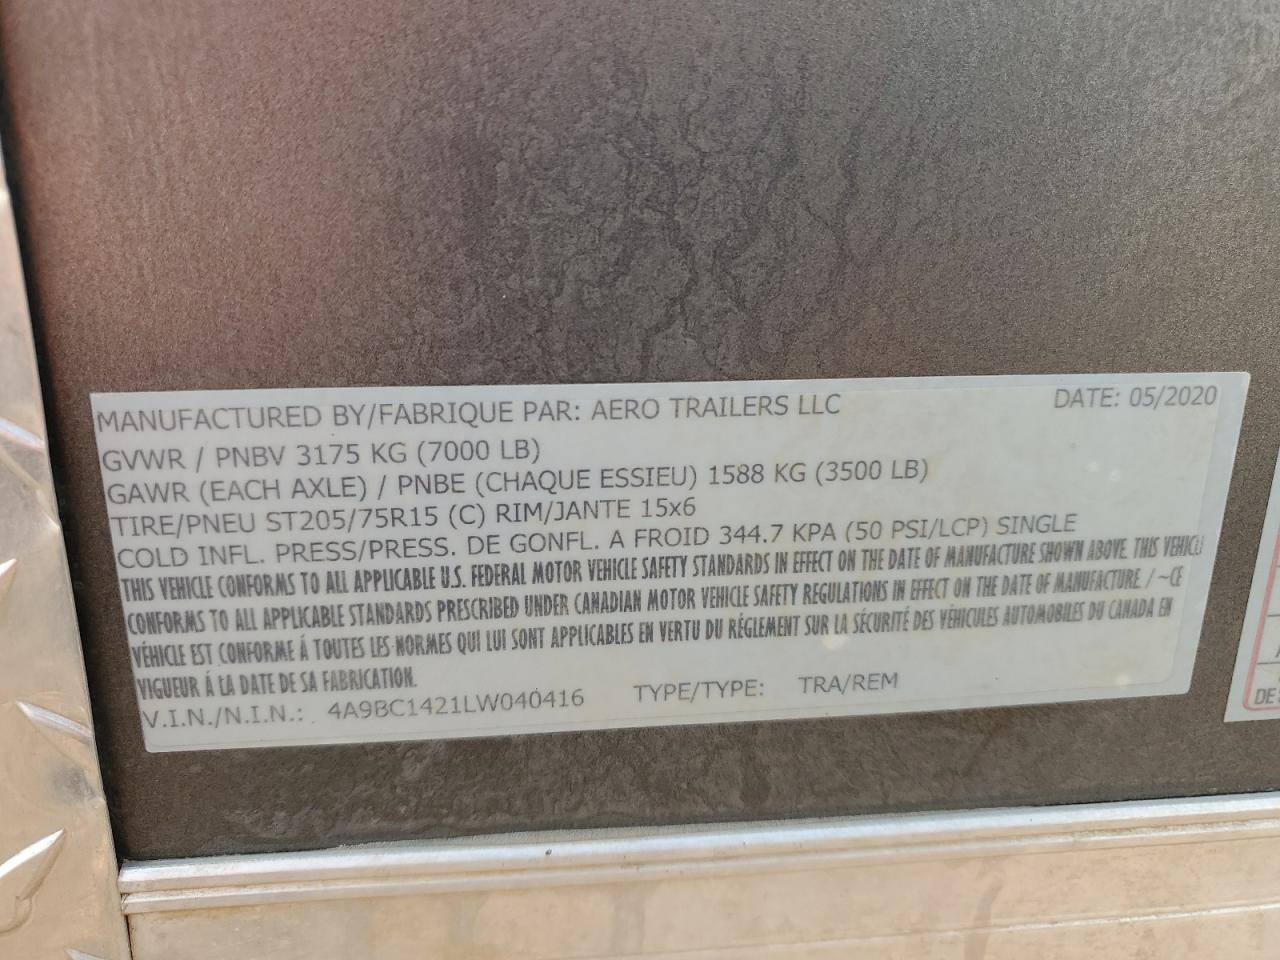 MANUFACTURED BY/FABRIQUE PAR: AERO TRAILERS LLC DATE: 05/2020
GVWR / PNBV 3175 KG (7000 LB)
GAWR (EACH AXLE) / PNBE (CHAQUE ESSIEU) 1588 KG (3500 LB)
TIRE/PNEU ST205/75R15 (C) RIM/JANTE 15x6
COLD INFL. PRESS/PRESS. DE GONFL. A FROID 344.7 KPA (50 PSI/LCP) SINGLE
THIS VEHICLE CONFORMS TO ALL APPLICABLE U.S. FEDERAL MOTOR VEHICLE SAFETY STANDARDS IN EFFECT ON THE DATE OF MANUFACTURE SHOWN ABOVE. THIS VEHICLE
CONFORMS TO ALL APPLICABLE STANDARDS PRESCRIBED UNDER CANADIAN MOTOR VEHICLE SAFETY REGULATIONS IN EFFECT ON THE DATE OF MANUFACTURE. / ~CE
VÉHICLE EST CONFORME Á TOUTES LES NORMES QUI LUI SONT APPLICABLES EN VERTU DU RÉGLEMENT SUR LA SÉCURITÉ DES VÉHICULES AUTOMOBILES DU CANADA EN
VIGUEUR Á LA DATE DE SA FABRICATION.
V.I.N./N.I.N.: 4A9BC1421LW040416 TYPE/TYPE: TRA/REM
DE